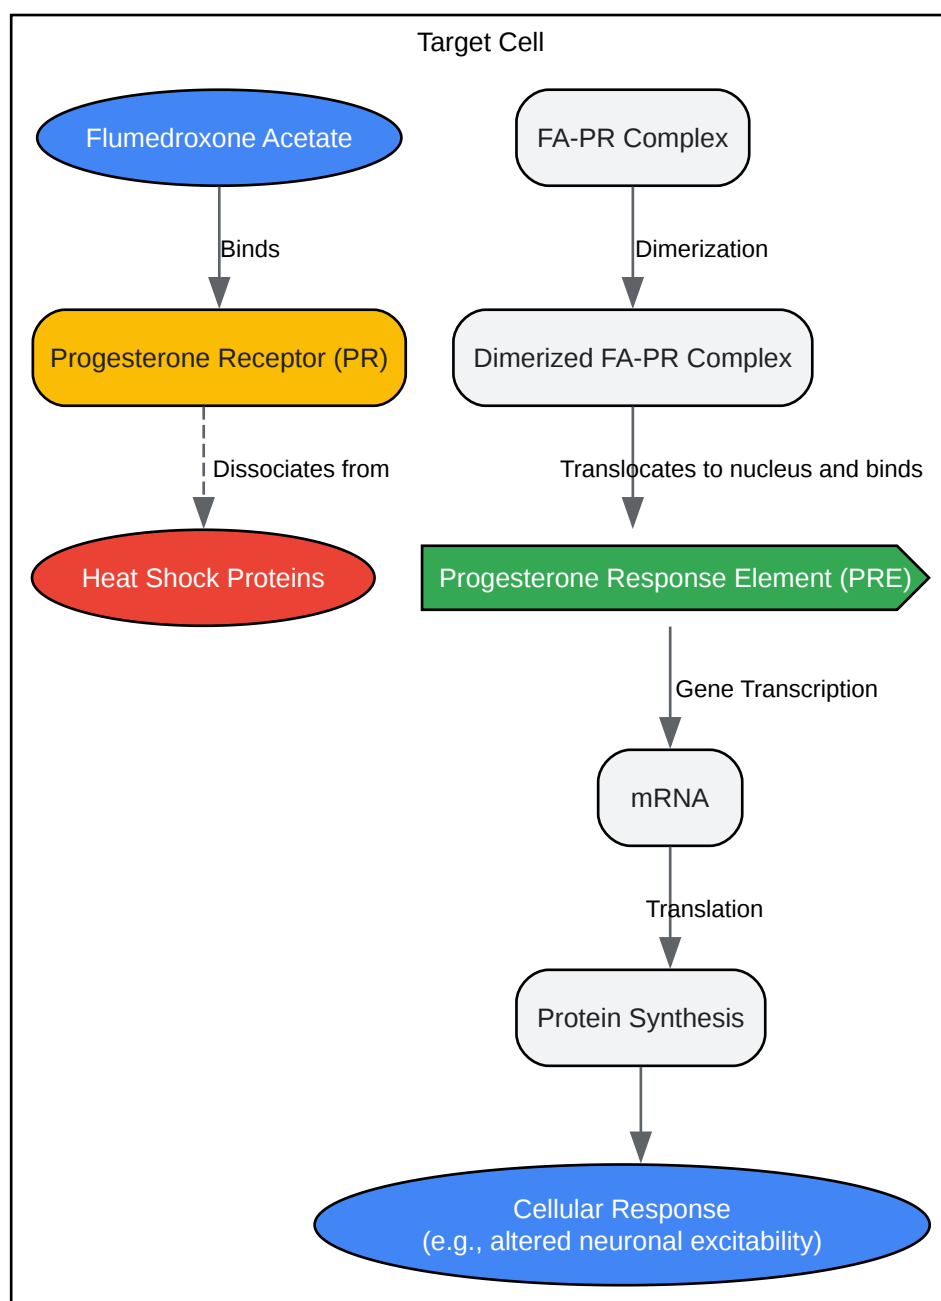 Target Cell
Flumedroxone Acetate
FA-PR Complex
Binds
Dimerization
Progesterone Receptor (PR)
Dimerized FA-PR Complex
Dissociates from
Translocates to nucleus and binds
Heat Shock Proteins
Progesterone Response Element (PRE)
Gene Transcription
mRNA
Translation
Protein Synthesis
Cellular Response
(e.g., altered neuronal excitability)